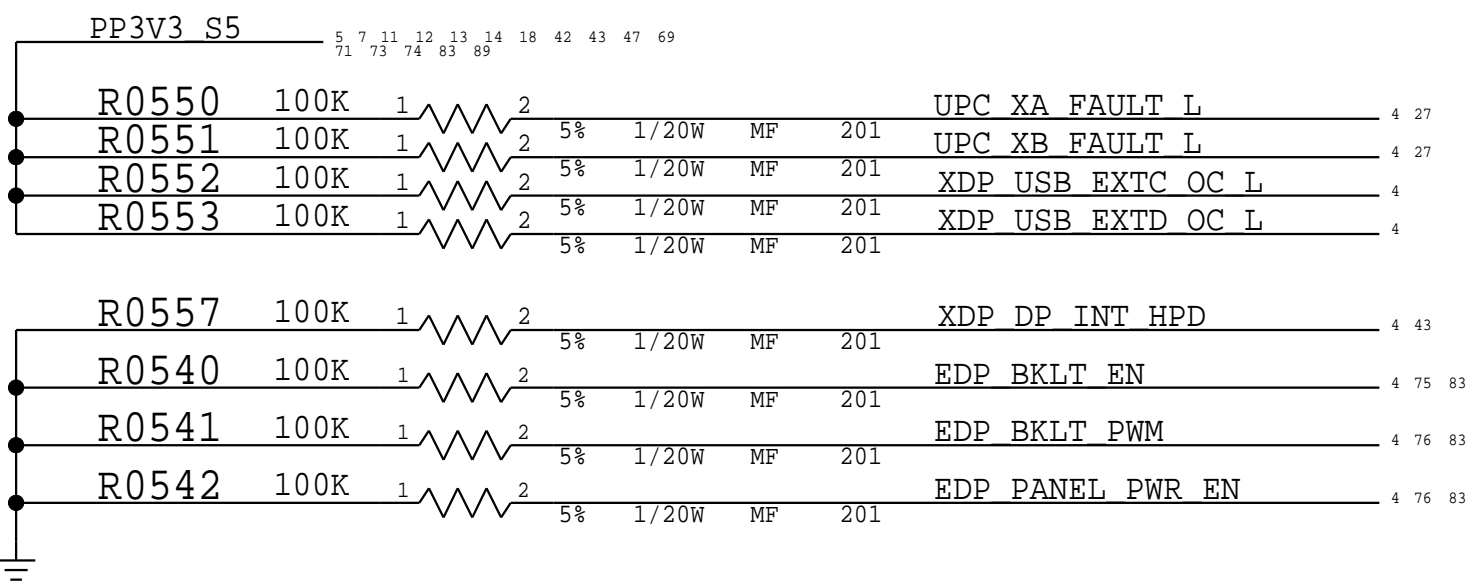 PP3V3_S5
5 7 11 12 13 14 18 42 43 47 69
71 73 74 83 89
R0550 100K 1 2 5% 1/20W MF 201 UPC_XA_FAULT_L 4 27
R0551 100K 1 2 5% 1/20W MF 201 UPC_XB_FAULT_L 4 27
R0552 100K 1 2 5% 1/20W MF 201 XDP_USB_EXTC_OC_L 4
R0553 100K 1 2 5% 1/20W MF 201 XDP_USB_EXTD_OC_L 4
R0557 100K 1 2 5% 1/20W MF 201 XDP_DP_INT_HPD 4 43
R0540 100K 1 2 5% 1/20W MF 201 EDP_BKLT_EN 4 75 83
R0541 100K 1 2 5% 1/20W MF 201 EDP_BKLT_PWM 4 76 83
R0542 100K 1 2 5% 1/20W MF 201 EDP_PANEL_PWR_EN 4 76 83